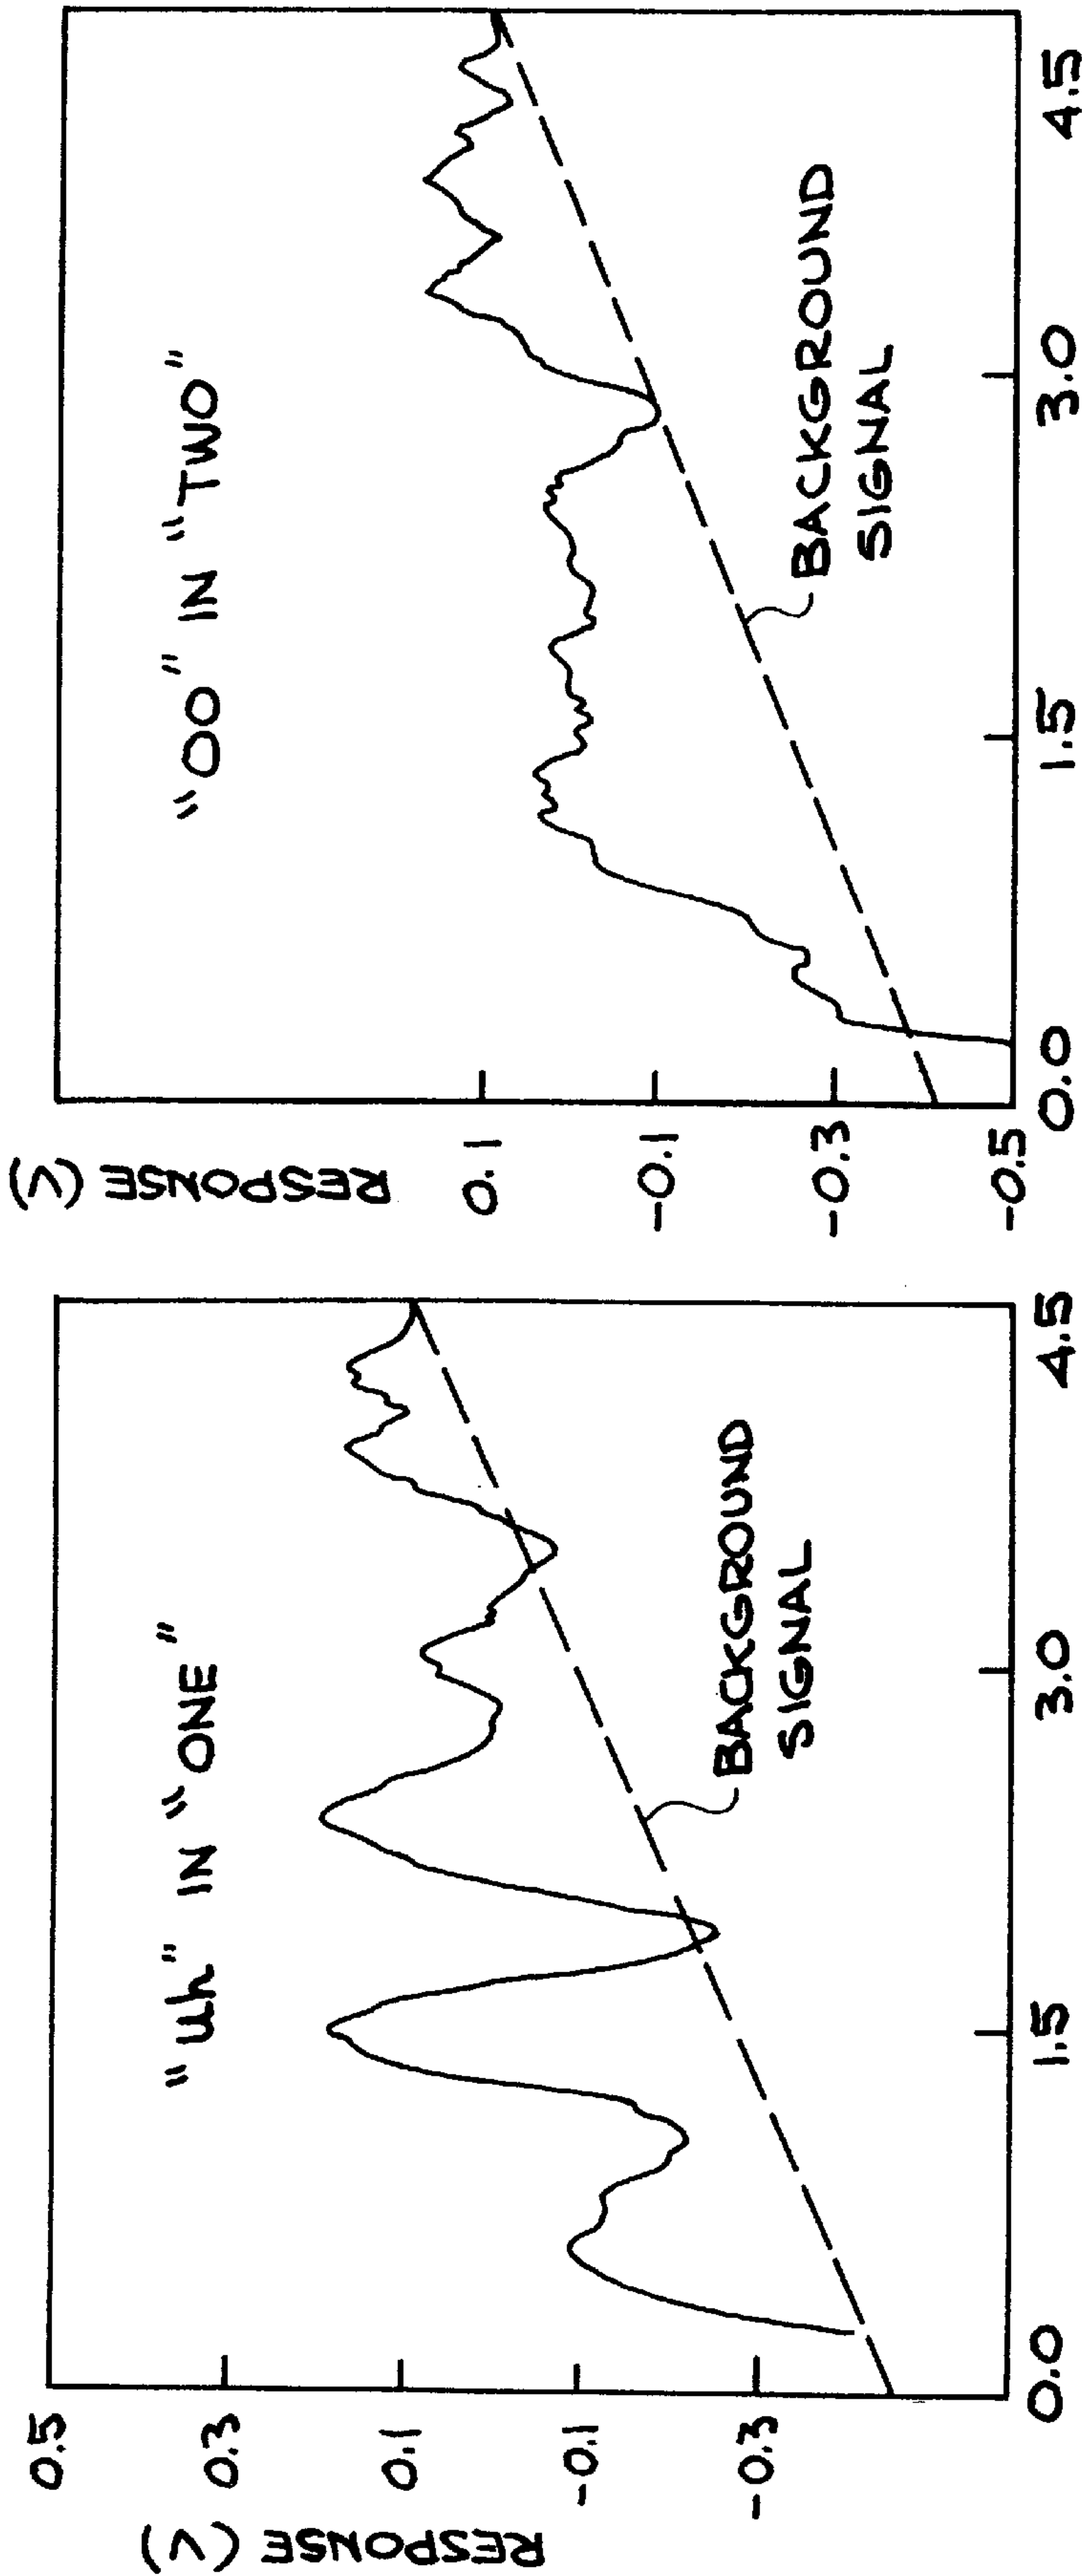 "uh" IN "ONE"
RESPONSE (V)
0.5
0.3
0.1
-0.1
-0.3
BACKGROUND
SIGNAL
0.0
1.5
3.0
4.5
"OO" IN "TWO"
RESPONSE (V)
0.1
-0.1
-0.3
-0.5
BACKGROUND
SIGNAL
0.0
1.5
3.0
4.5